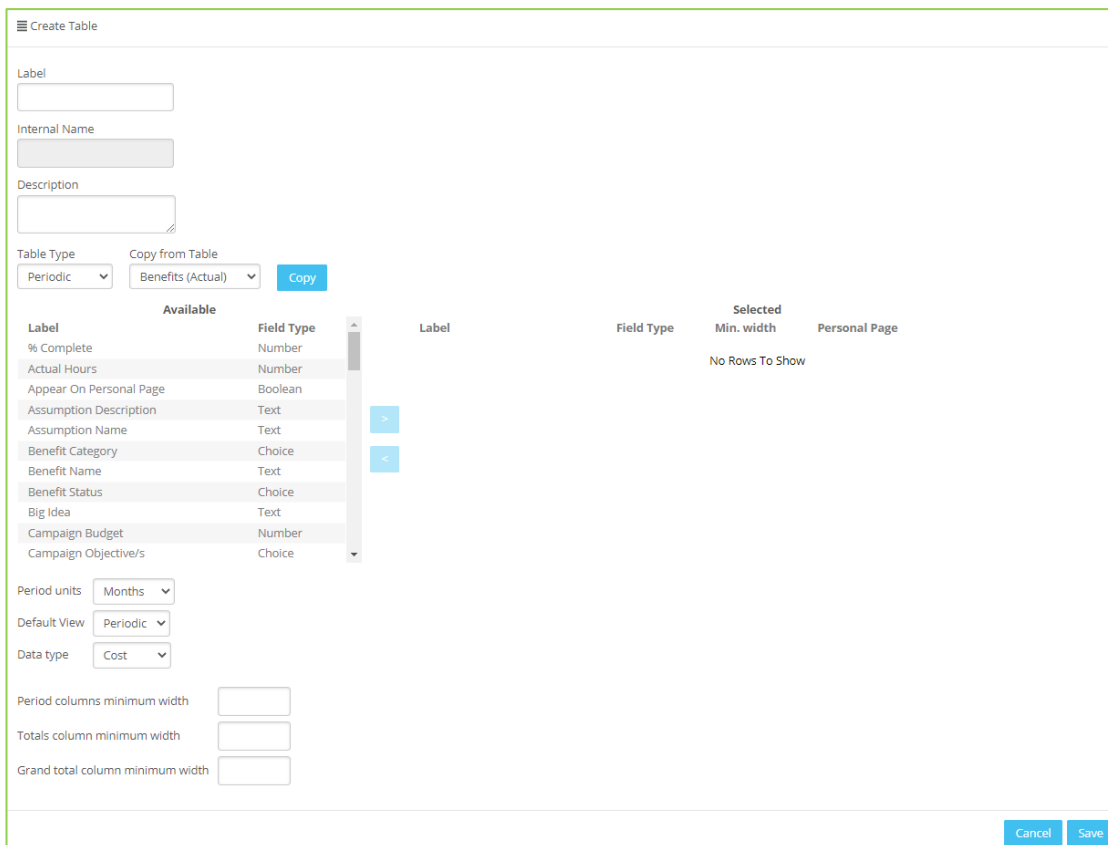 Create Table
Label
Internal Name
Description
Table Type Copy from Table
Periodic Benefits (Actual) Copy
Available Selected
Label Field Type Label Field Type Min. width Personal Page
% Complete Number
No Rows To Show
Actual Hours Number
Appear On Personal Page Boolean
Assumption Description Text
Assumption Name Text
>
Benefit Category Choice
<
Benefit Name Text
Benefit Status Choice
Big Idea Text
Campaign Budget Number
Campaign Objective/s Choice
Period units Months
Default View Periodic
Data type Cost
Period columns minimum width
Totals column minimum width
Grand total column minimum width
Cancel Save